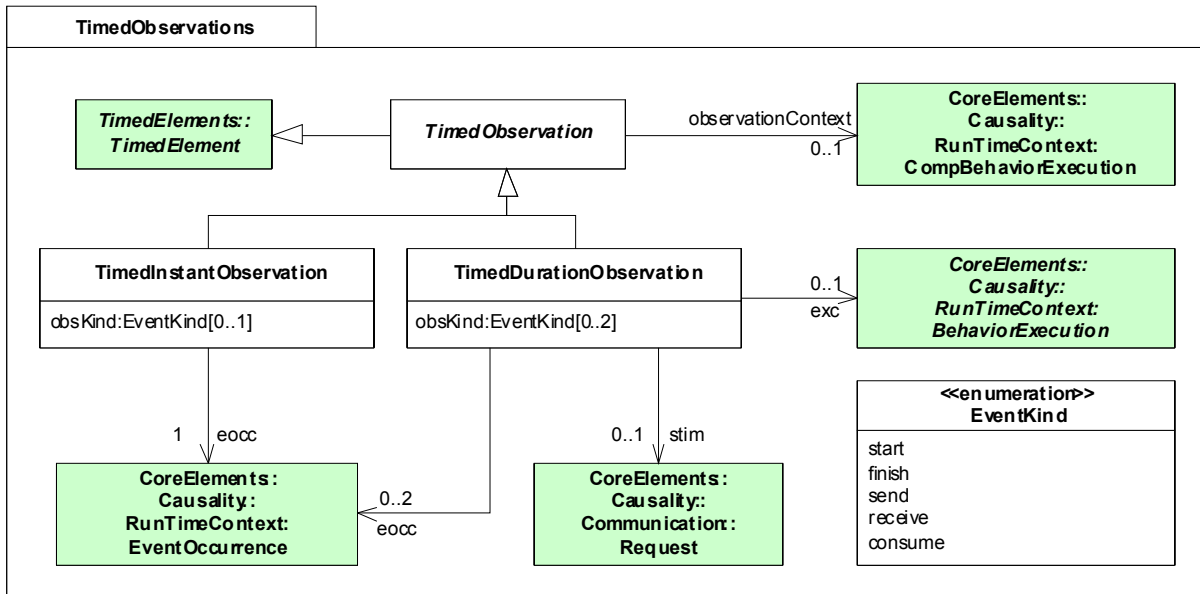 TimedObservations
TimedElements::
TimedElement
TimedObservation
observationContext
0..1
CoreElements::
Causality::
RunTimeContext:
CompBehaviorExecution
TimedInstantObservation
obsKind:EventKind[0..1]
TimedDurationObservation
obsKind:EventKind[0..2]
0..1
exc
CoreElements::
Causality::
RunTimeContext:
BehaviorExecution
<<enumeration>>
EventKind
start
finish
send
receive
consume
1 eocc
0..1 stim
0..2
eocc
CoreElements::
Causality::
RunTimeContext:
EventOccurrence
CoreElements::
Causality::
Communication::
Request